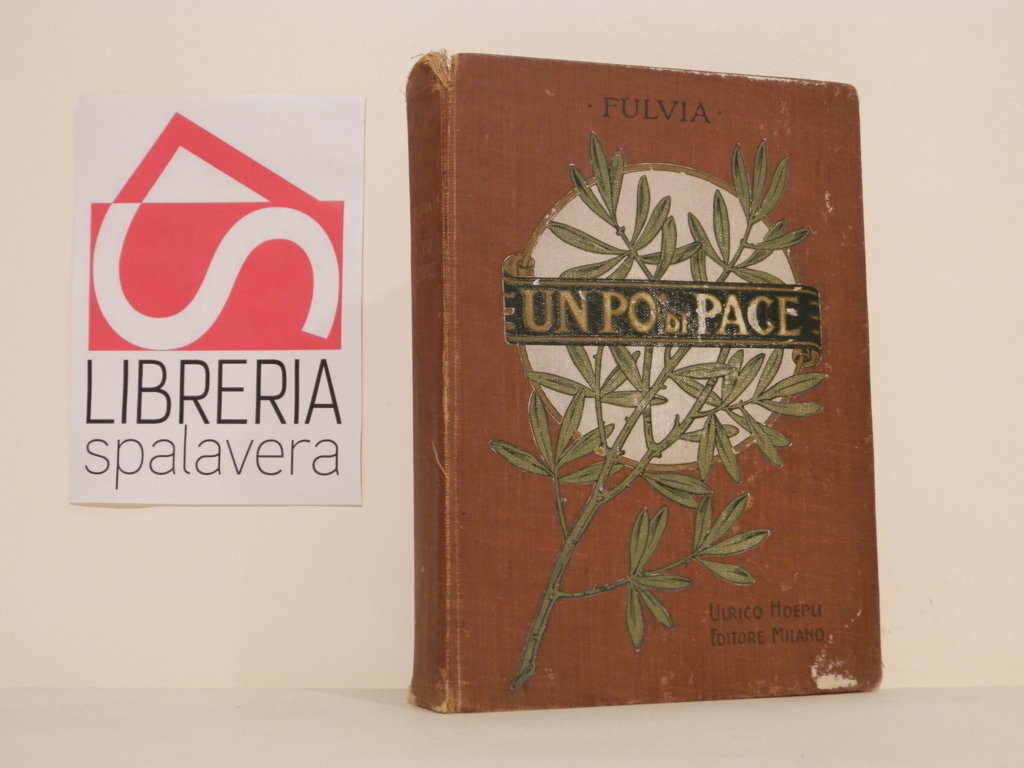 LIBRERIA
spalavera
· FULVIA ·
UN PO' DI PACE
ULRICO HOEPLI
EDITORE MILANO